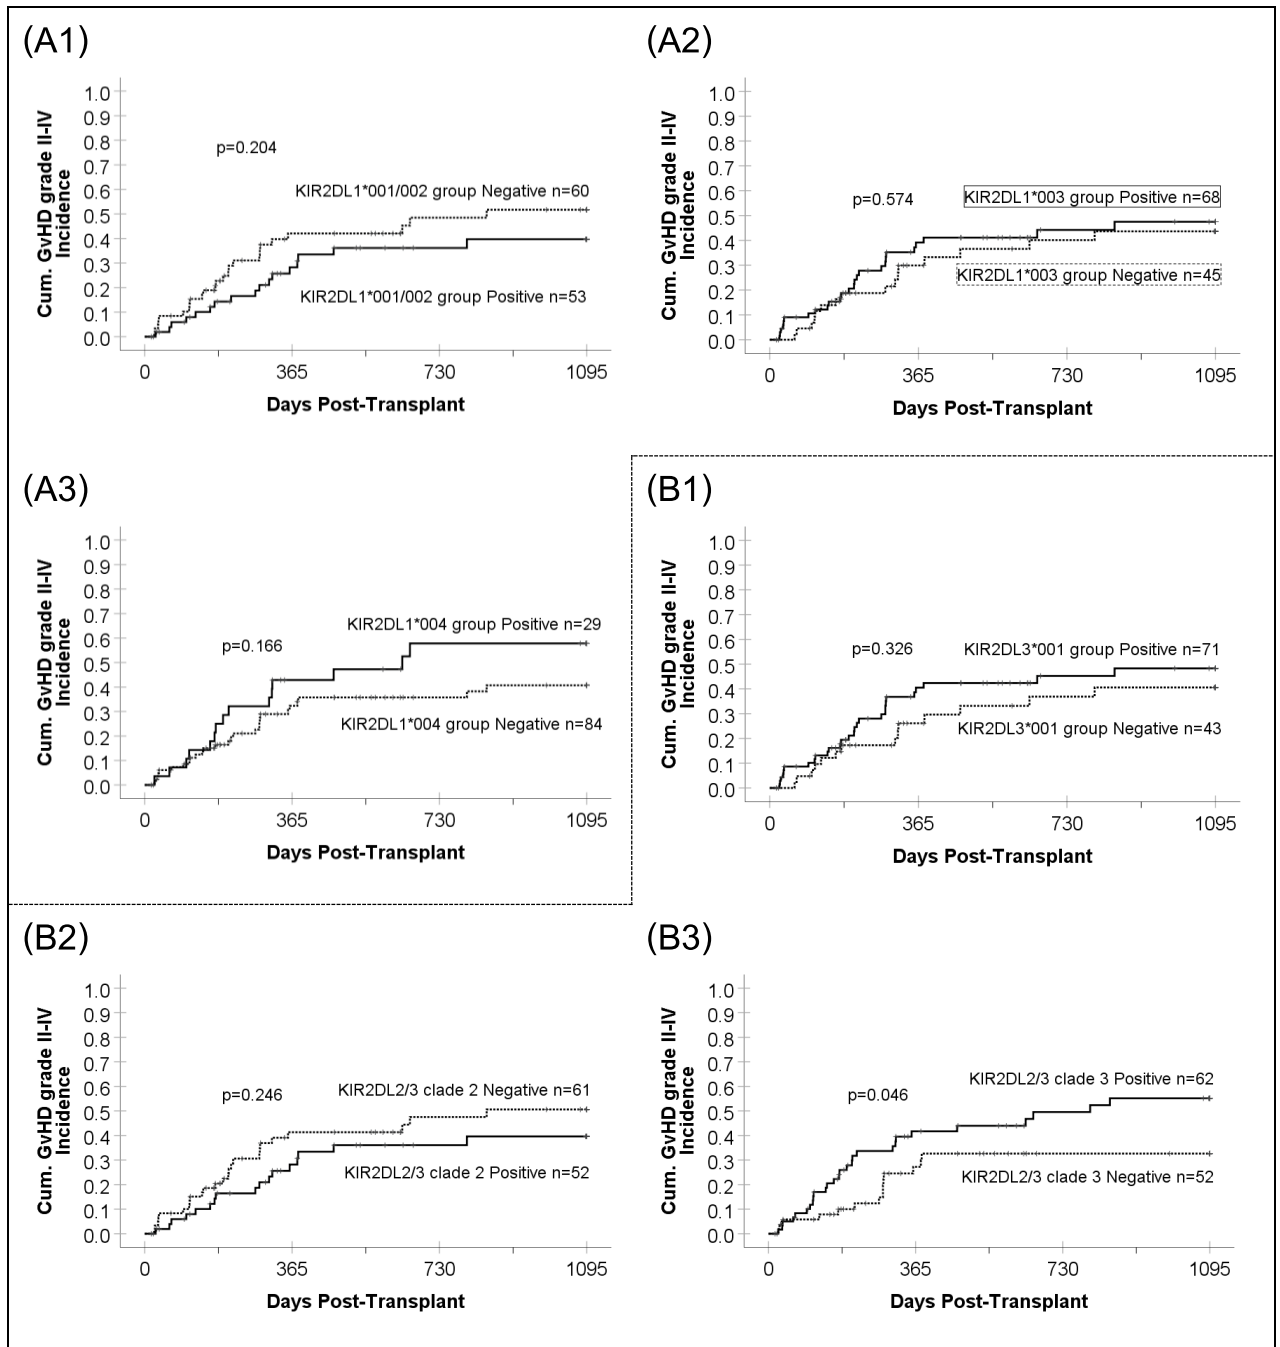 (A1)
Cum. GvHD grade II-IV
Incidence
1.0
0.9
0.8
0.7
0.6
0.5
0.4
0.3
0.2
0.1
0.0
p=0.204
KIR2DL1*001/002 group Negative n=60
KIR2DL1*001/002 group Positive n=53
0 365 730 1095
Days Post-Transplant
(A2)
Cum. GvHD grade II-IV
Incidence
1.0
0.9
0.8
0.7
0.6
0.5
0.4
0.3
0.2
0.1
0.0
p=0.574
KIR2DL1*003 group Positive n=68
KIR2DL1*003 group Negative n=45
0 365 730 1095
Days Post-Transplant
(A3)
Cum. GvHD grade II-IV
Incidence
1.0
0.9
0.8
0.7
0.6
0.5
0.4
0.3
0.2
0.1
0.0
p=0.166
KIR2DL1*004 group Positive n=29
KIR2DL1*004 group Negative n=84
0 365 730 1095
Days Post-Transplant
(B1)
Cum. GvHD grade II-IV
Incidence
1.0
0.9
0.8
0.7
0.6
0.5
0.4
0.3
0.2
0.1
0.0
p=0.326
KIR2DL3*001 group Positive n=71
KIR2DL3*001 group Negative n=43
0 365 730 1095
Days Post-Transplant
(B2)
Cum. GvHD grade II-IV
Incidence
1.0
0.9
0.8
0.7
0.6
0.5
0.4
0.3
0.2
0.1
0.0
p=0.246
KIR2DL2/3 clade 2 Negative n=61
KIR2DL2/3 clade 2 Positive n=52
0 365 730 1095
Days Post-Transplant
(B3)
Cum. GvHD grade II-IV
Incidence
1.0
0.9
0.8
0.7
0.6
0.5
0.4
0.3
0.2
0.1
0.0
p=0.046
KIR2DL2/3 clade 3 Positive n=62
KIR2DL2/3 clade 3 Negative n=52
0 365 730 1095
Days Post-Transplant